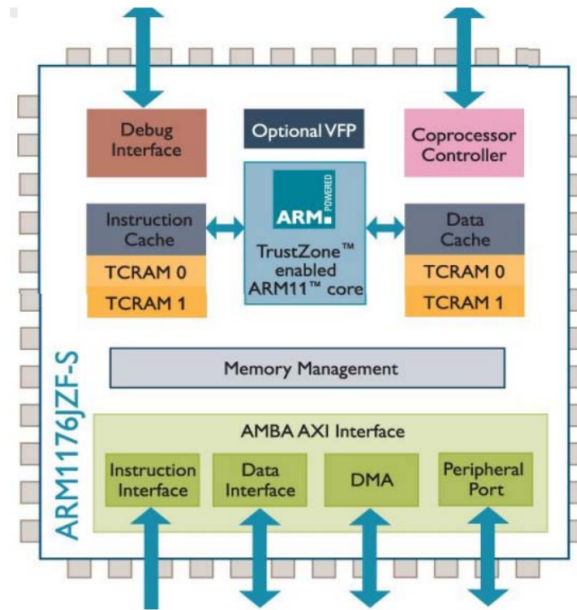 Debug
Interface
Optional VFP
Coprocessor
Controller
Instruction
Cache
TCRAM 0
TCRAM 1
ARM
POWERED
TrustZone™
enabled
ARM11™ core
Data
Cache
TCRAM 0
TCRAM 1
Memory Management
ARM1176JZF-S
AMBA AXI Interface
Instruction
Interface
Data
Interface
DMA
Peripheral
Port